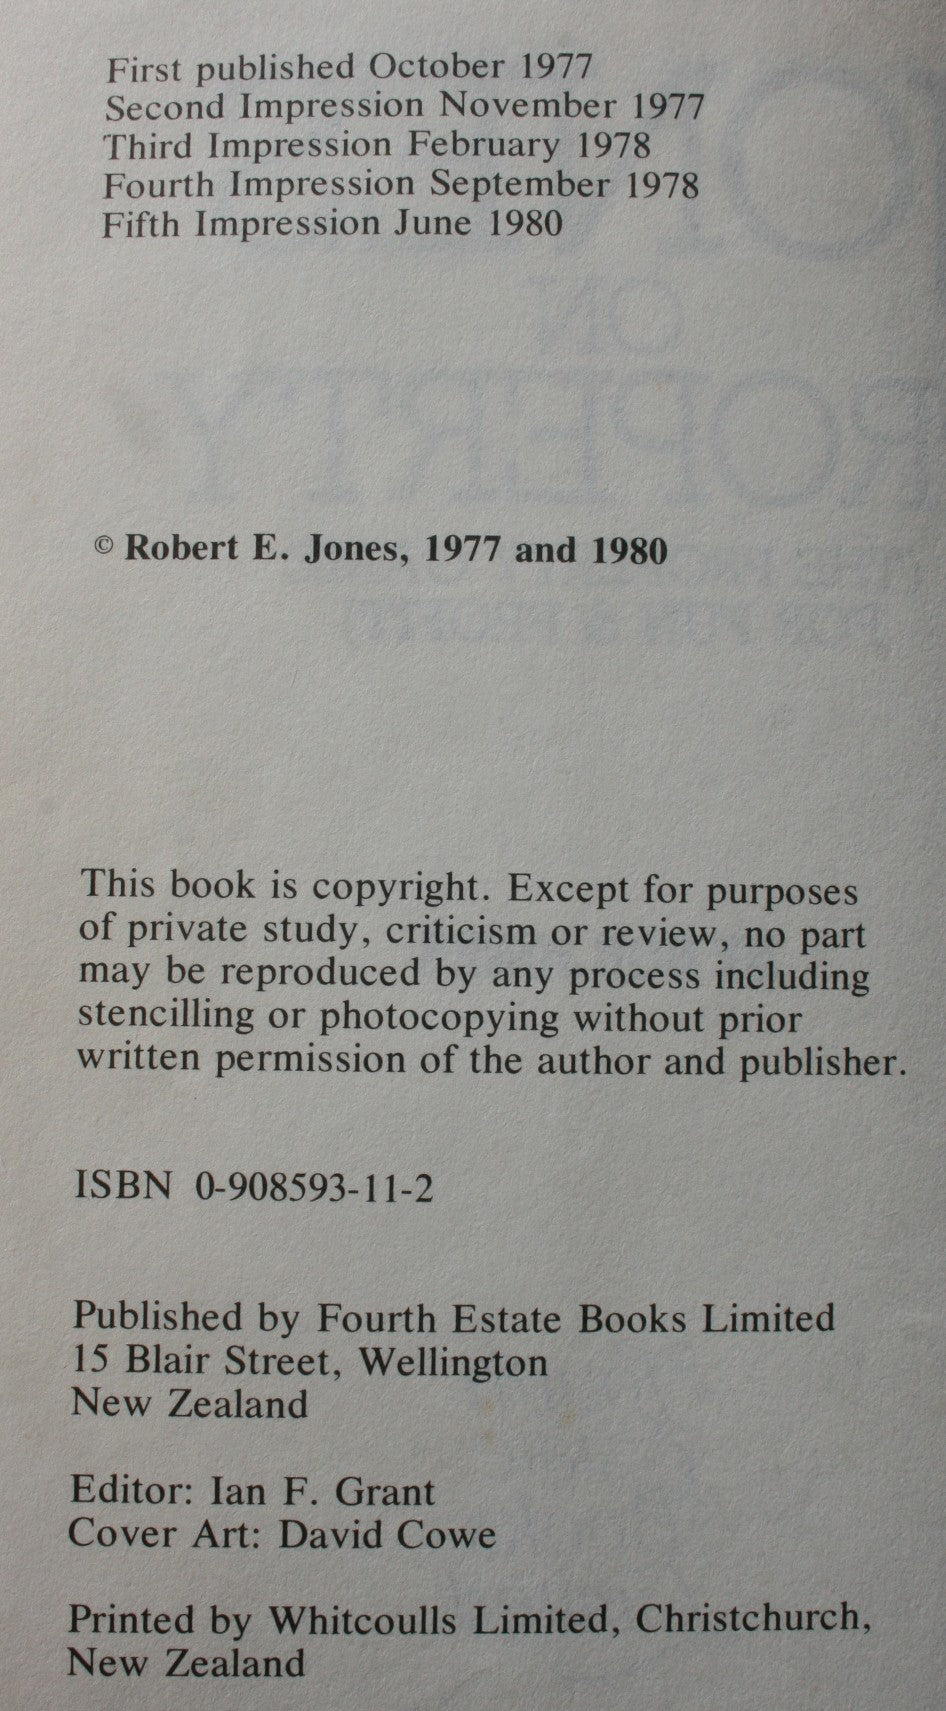 First published October 1977
Second Impression November 1977
Third Impression February 1978
Fourth Impression September 1978
Fifth Impression June 1980
ON
ROPERTY
© Robert E. Jones, 1977 and 1980
This book is copyright. Except for purposes
of private study, criticism or review, no part
may be reproduced by any process including
stencilling or photocopying without prior
written permission of the author and publisher.
ISBN 0-908593-11-2
Published by Fourth Estate Books Limited
15 Blair Street, Wellington
New Zealand
Editor: Ian F. Grant
Cover Art: David Cowe
Printed by Whitcoulls Limited, Christchurch,
New Zealand